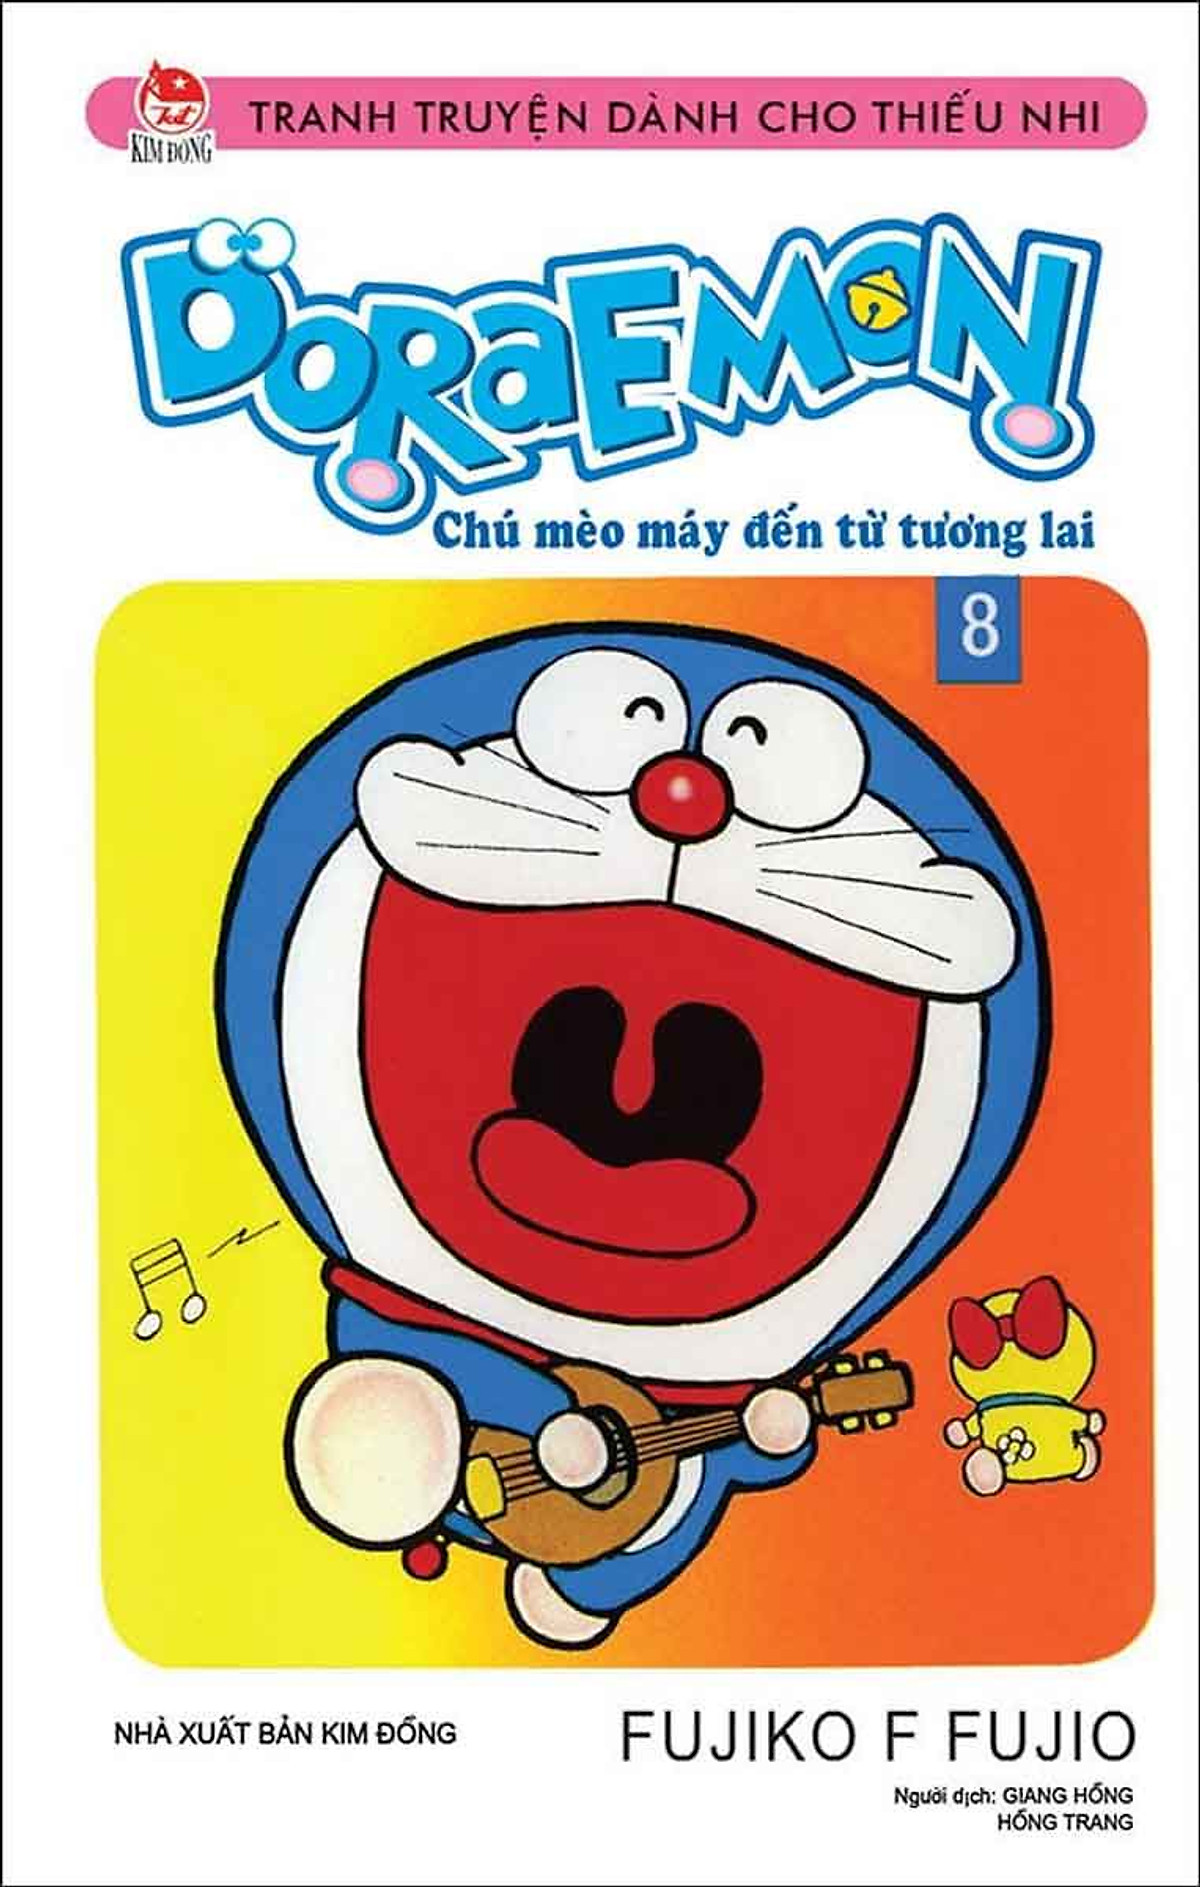 TRANH TRUYỆN DÀNH CHO THIẾU NHI
KIM ĐỒNG
DORAEMON
Chú mèo máy đến từ tương lai
8
NHÀ XUẤT BẢN KIM ĐỒNG
FUJIKO F FUJIO
Người dịch: GIANG HỒNG
HỒNG TRANG